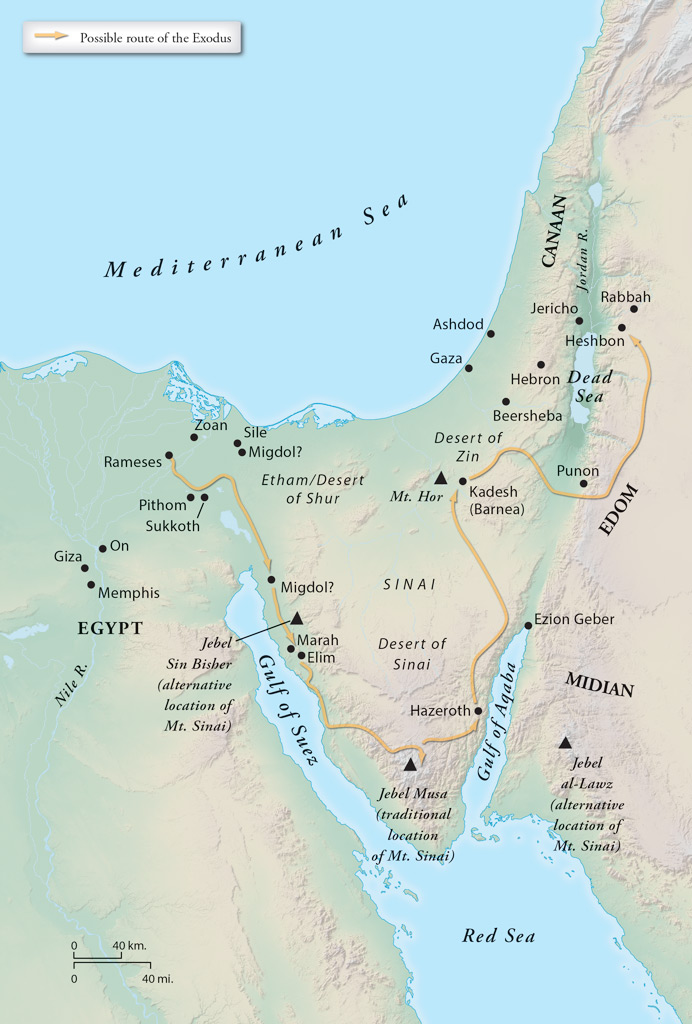 Possible route of the Exodus
Mediterranean Sea
CANAAN
Jordan R.
Rabbah
Jericho
Ashdod
Heshbon
Gaza
Hebron
Dead
Sea
Beersheba
Zoan
Sile
Migdol?
Desert of
Zin
Rameses
Etham/Desert
of Shur
Punon
Mt. Hor
Kadesh
(Barnea)
Pithom
Sukkoth
EDOM
On
Giza
Memphis
Migdol?
SINAI
EGYPT
Ezion Geber
Jebel
Sin Bisher
(alternative
location of
Mt. Sinai)
Marah
Elim
Desert of
Sinai
Nile R.
Gulf of Suez
MIDIAN
Hazeroth
Gulf of Aqaba
Jebel
al-Lawz
(alternative
location of
Mt. Sinai)
Jebel Musa
(traditional
location
of Mt. Sinai)
Red Sea
0 40 km.
0 40 mi.